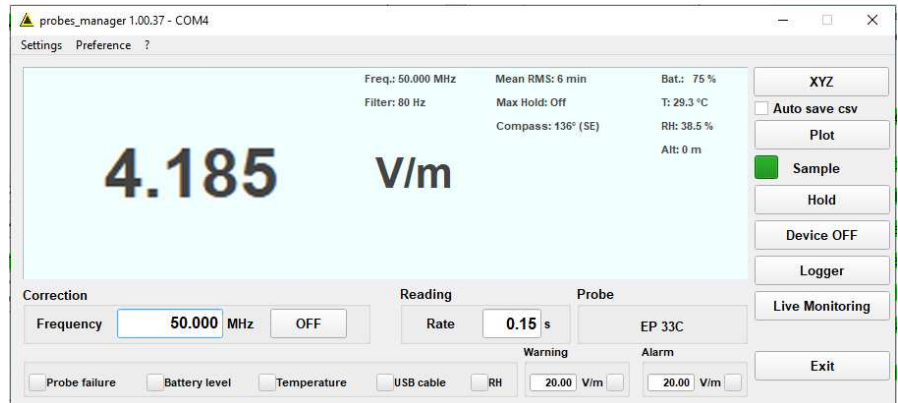 probes_manager 1.00.37 - COM4
Settings Preference ?
Freq.: 50.000 MHz Mean RMS: 6 min Bat.: 75 %
Filter: 80 Hz Max Hold: Off T: 29.3 °C
Compass: 136° (SE) RH: 38.5 %
Alt: 0 m
4.185 V/m
XYZ
Auto save csv
Plot
Sample
Hold
Device OFF
Logger
Live Monitoring
Exit
Correction Reading Probe
Frequency 50.000 MHz OFF Rate 0.15 s EP 33C
Warning Alarm
Probe failure Battery level Temperature USB cable RH 20.00 V/m 20.00 V/m